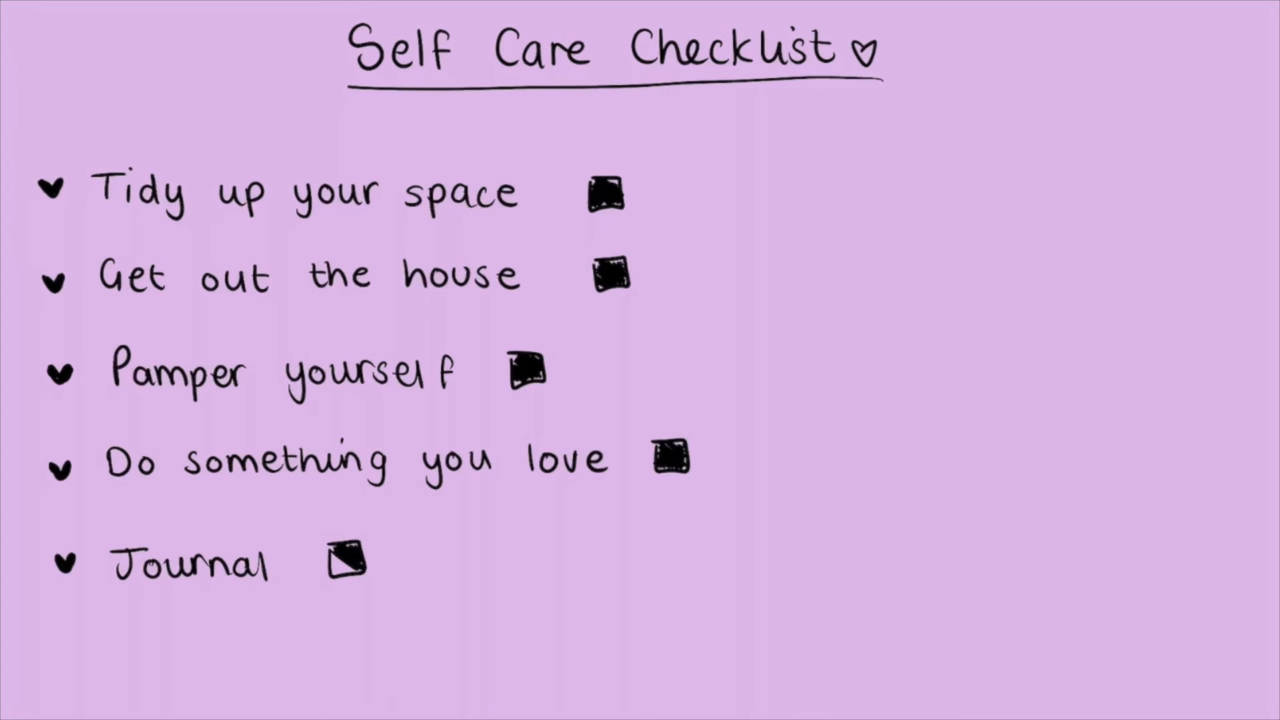 Self Care Checklist ♡
Tidy up your space
Get out the house
Pamper yourself
Do something you love
Journal